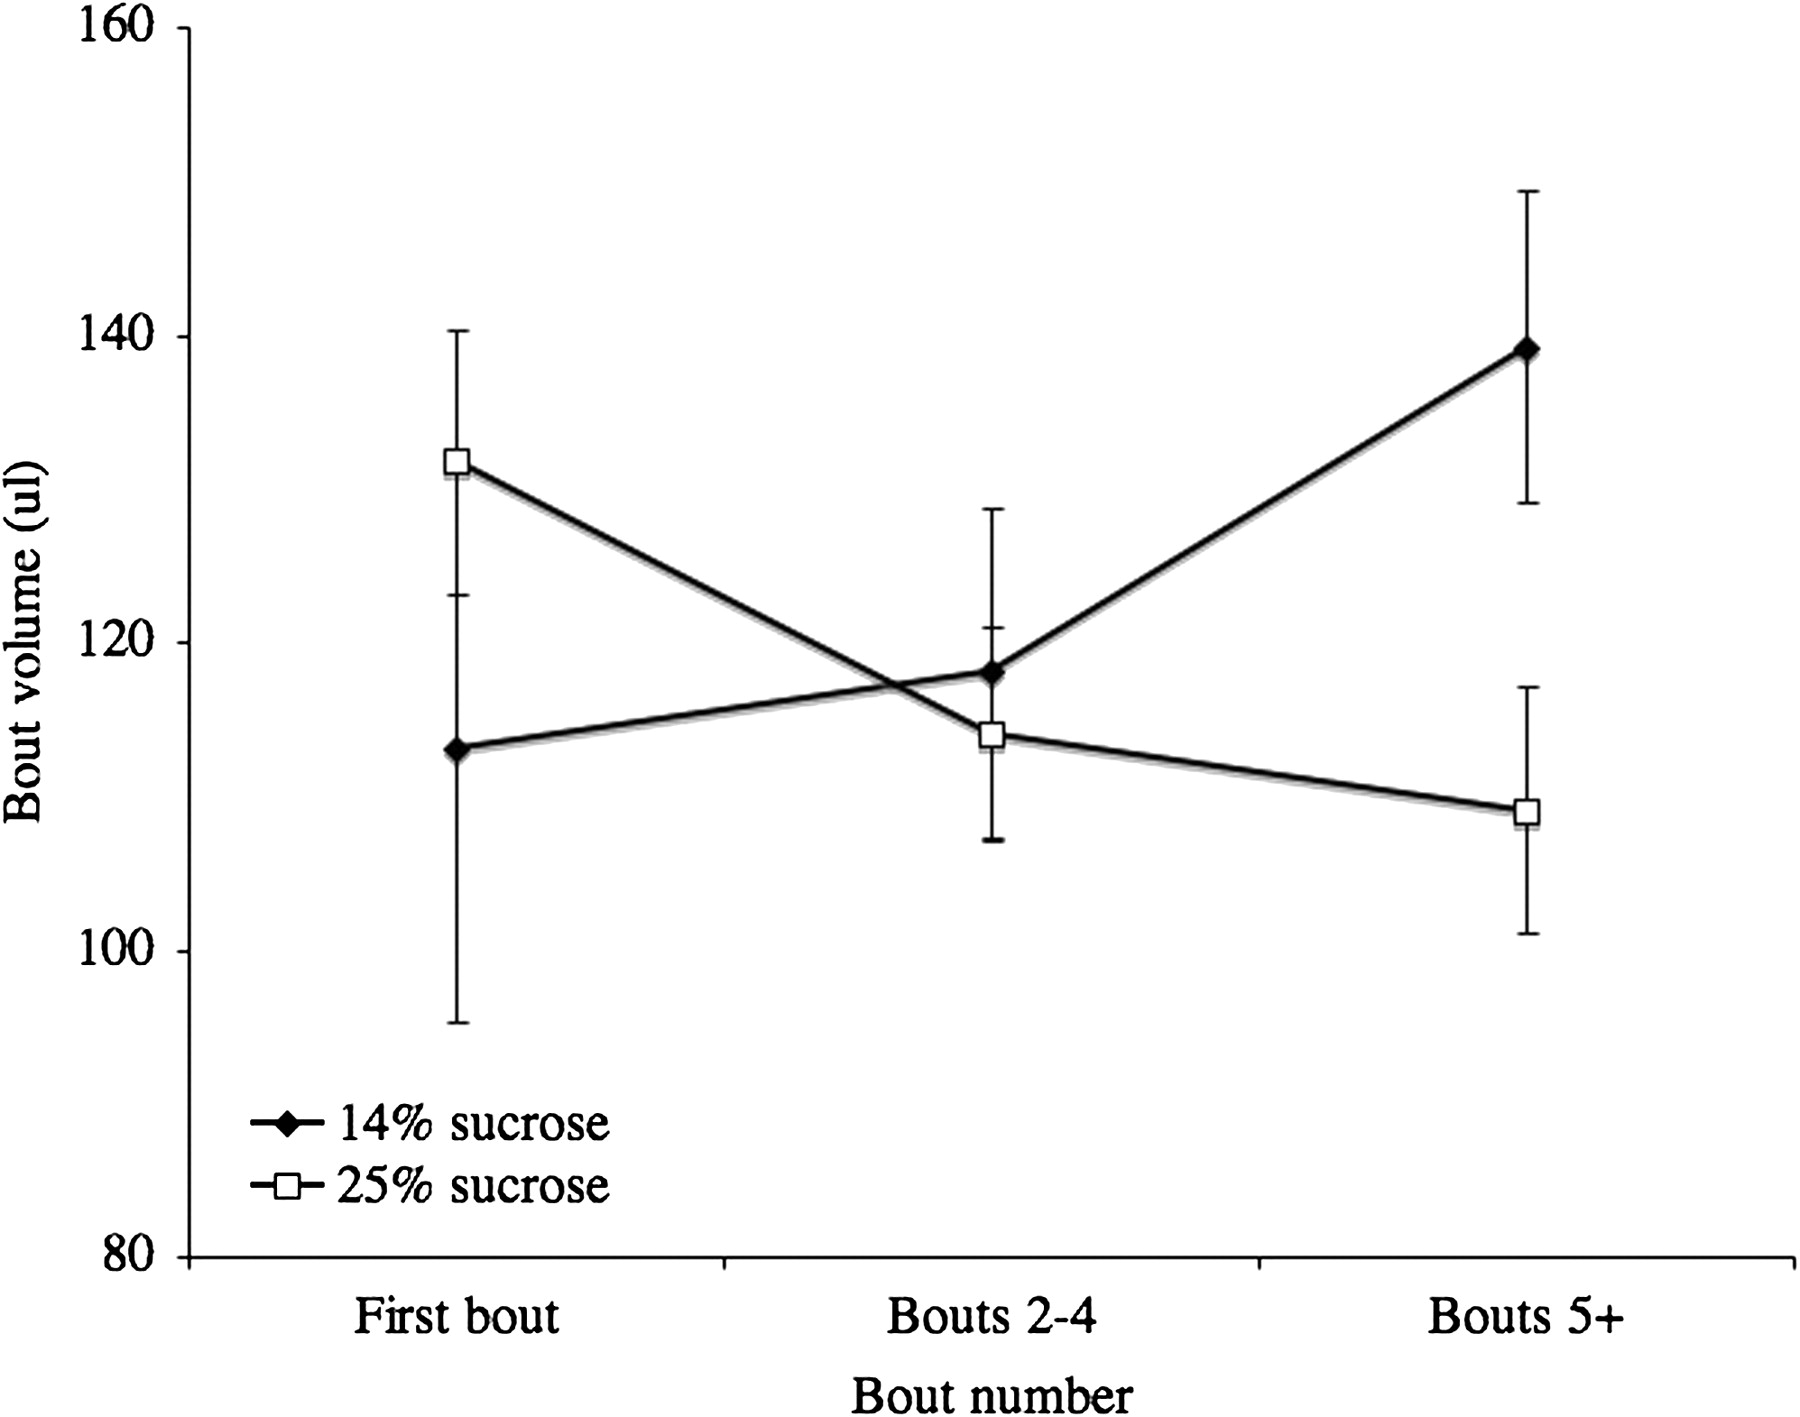 160
140
120
100
80
Bout volume (ul)
14% sucrose
25% sucrose
First bout
Bouts 2-4
Bouts 5+
Bout number